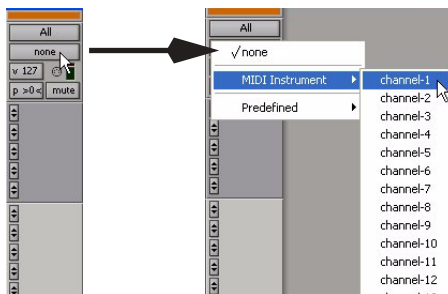 All
none
v 127
p >0< mute
All
✓none
MIDI Instrument
Predefined
channel-1
channel-2
channel-3
channel-4
channel-5
channel-6
channel-7
channel-8
channel-9
channel-10
channel-11
channel-12